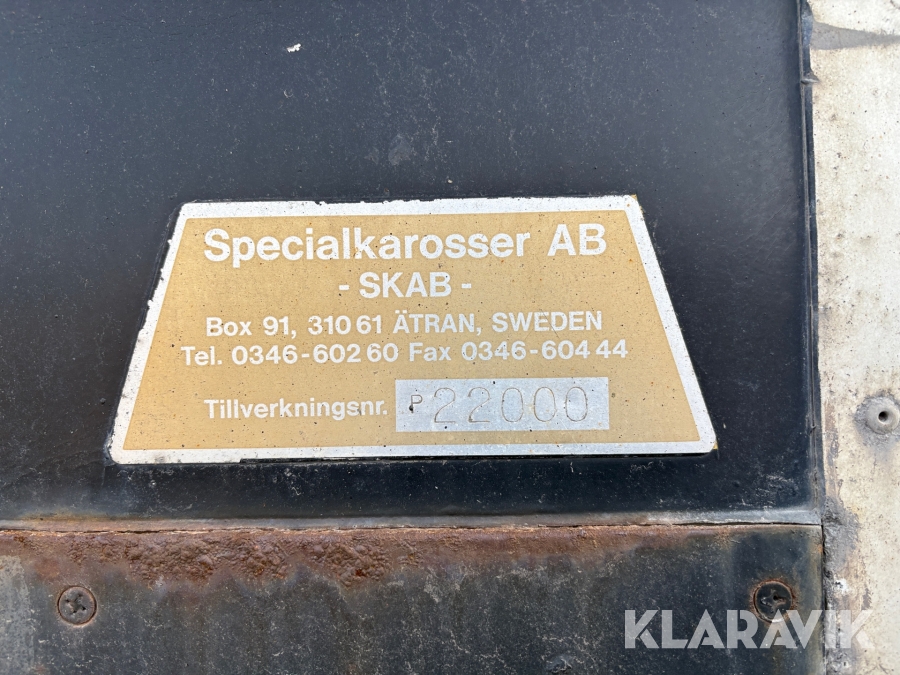 Specialkarosser AB
- SKAB -
Box 91, 310 61 ÄTRAN, SWEDEN
Tel. 0346-602 60 Fax 0346-604 44
Tillverkningsnr. P 22000
KLARAVIK